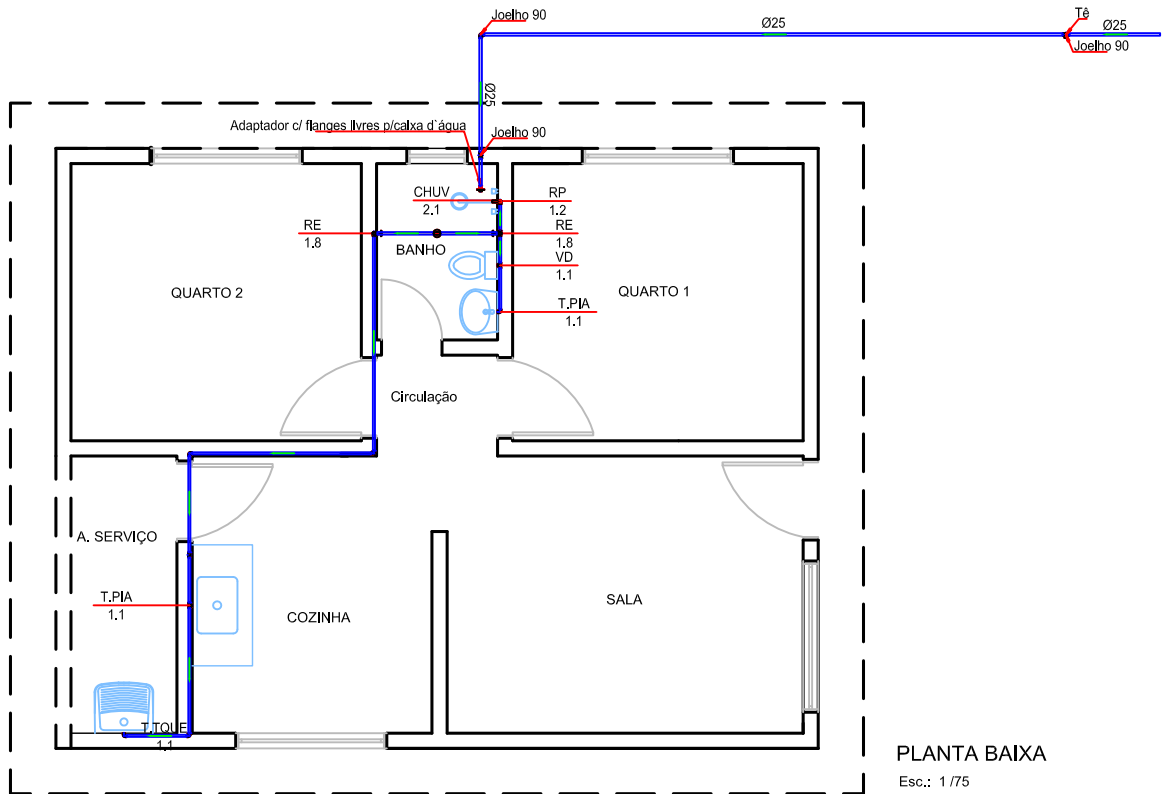 Joelho 90
Ø25
Tê
Ø25
Joelho 90
Ø25
Adaptador c/ flanges livres p/caixa d`água
Joelho 90
CHUV
2.1
RP
1.2
RE
1.8
RE
1.8
BANHO
VD
1.1
QUARTO 2
QUARTO 1
T.PIA
1.1
Circulação
A. SERVIÇO
T.PIA
1.1
SALA
COZINHA
T.TQUE
1.1
PLANTA BAIXA
Esc.: 1 /75